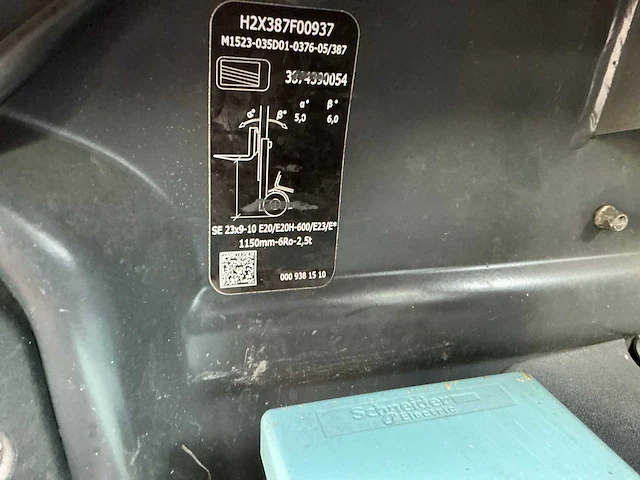 H2X387F00937
M1523-035D01-0376-05/387
3874390054
α° β°
5,0 6,0
α° β°
SE 23x9-10 E20/E20H-600/E23/E*
1150mm-6Ro-2,5t
000 938 15 10
Schneider
Electric